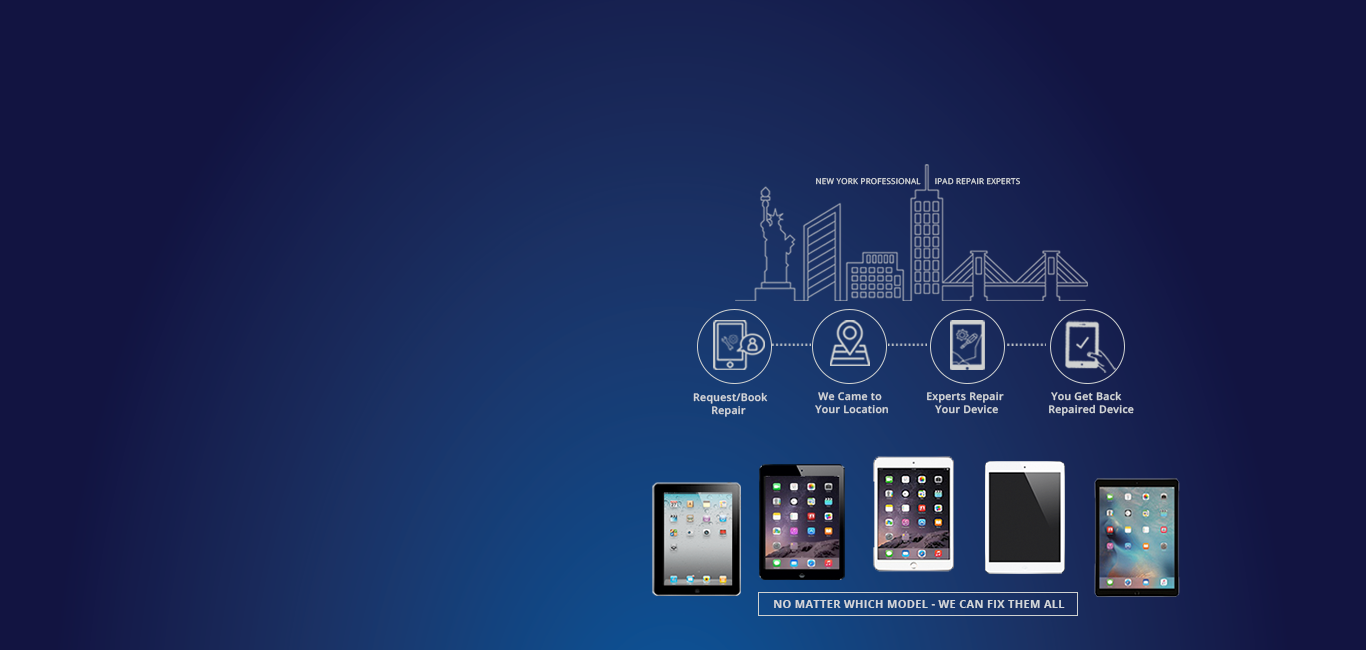 NEW YORK PROFESSIONAL IPAD REPAIR EXPERTS
Request/Book
Repair
We Came to
Your Location
Experts Repair
Your Device
You Get Back
Repaired Device
NO MATTER WHICH MODEL - WE CAN FIX THEM ALL